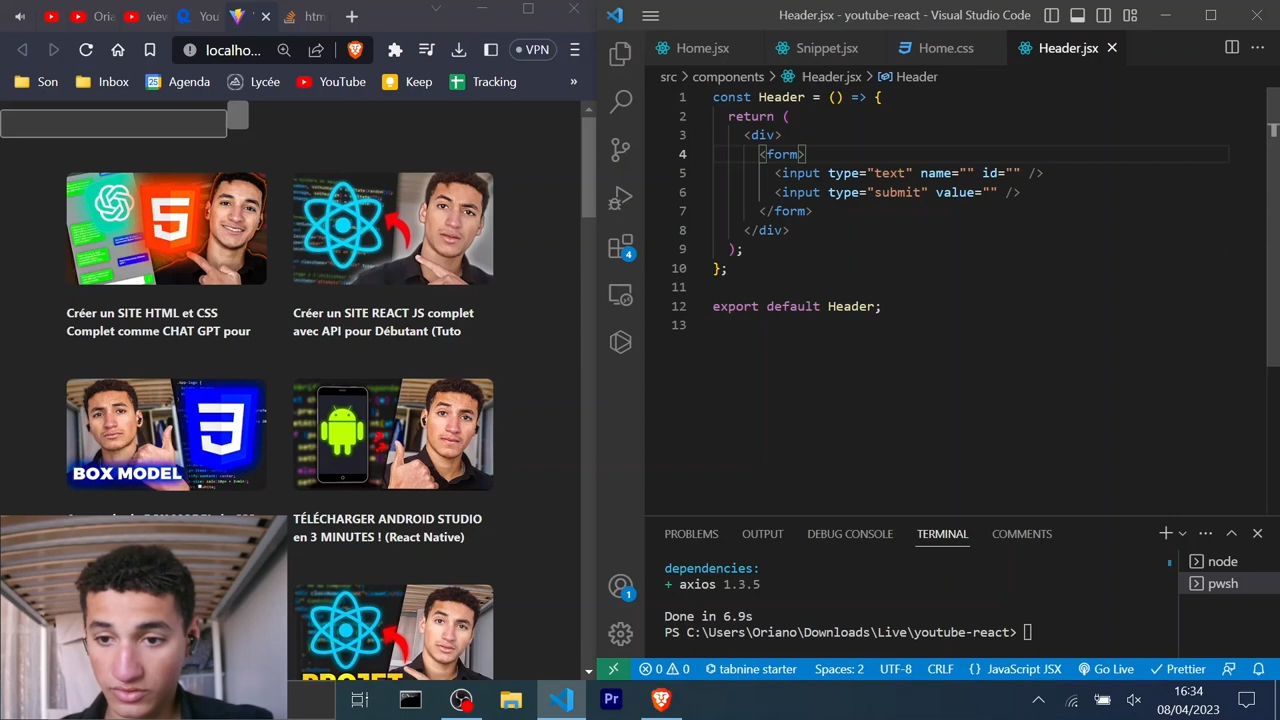 Oria
view
You
htm
localho...
VPN
Son
Inbox
25
Agenda
Lycée
YouTube
Keep
Tracking
»
Créer un SITE HTML et CSS
Complet comme CHAT GPT pour
Créer un SITE REACT JS complet
avec API pour Débutant (Tuto
BOX MODEL
TÉLÉCHARGER ANDROID STUDIO
en 3 MINUTES ! (React Native)
PROJET
Header.jsx - youtube-react - Visual Studio Code
Home.jsx
Snippet.jsx
Home.css
Header.jsx
src > components > Header.jsx > Header
1 const Header = () => {
2 return (
3 <div>
4 <form>
5 <input type="text" name="" id="" />
6 <input type="submit" value="" />
7 </form>
8 </div>
9 );
10 };
11
12 export default Header;
13
4
1
PROBLEMS OUTPUT DEBUG CONSOLE TERMINAL COMMENTS
dependencies:
+ axios 1.3.5
Done in 6.9s
PS C:\Users\Oriano\Downloads\Live\youtube-react>
node
pwsh
0 0 tabnine starter Spaces: 2 UTF-8 CRLF {} JavaScript JSX Go Live Prettier
Pr
16:34
08/04/2023